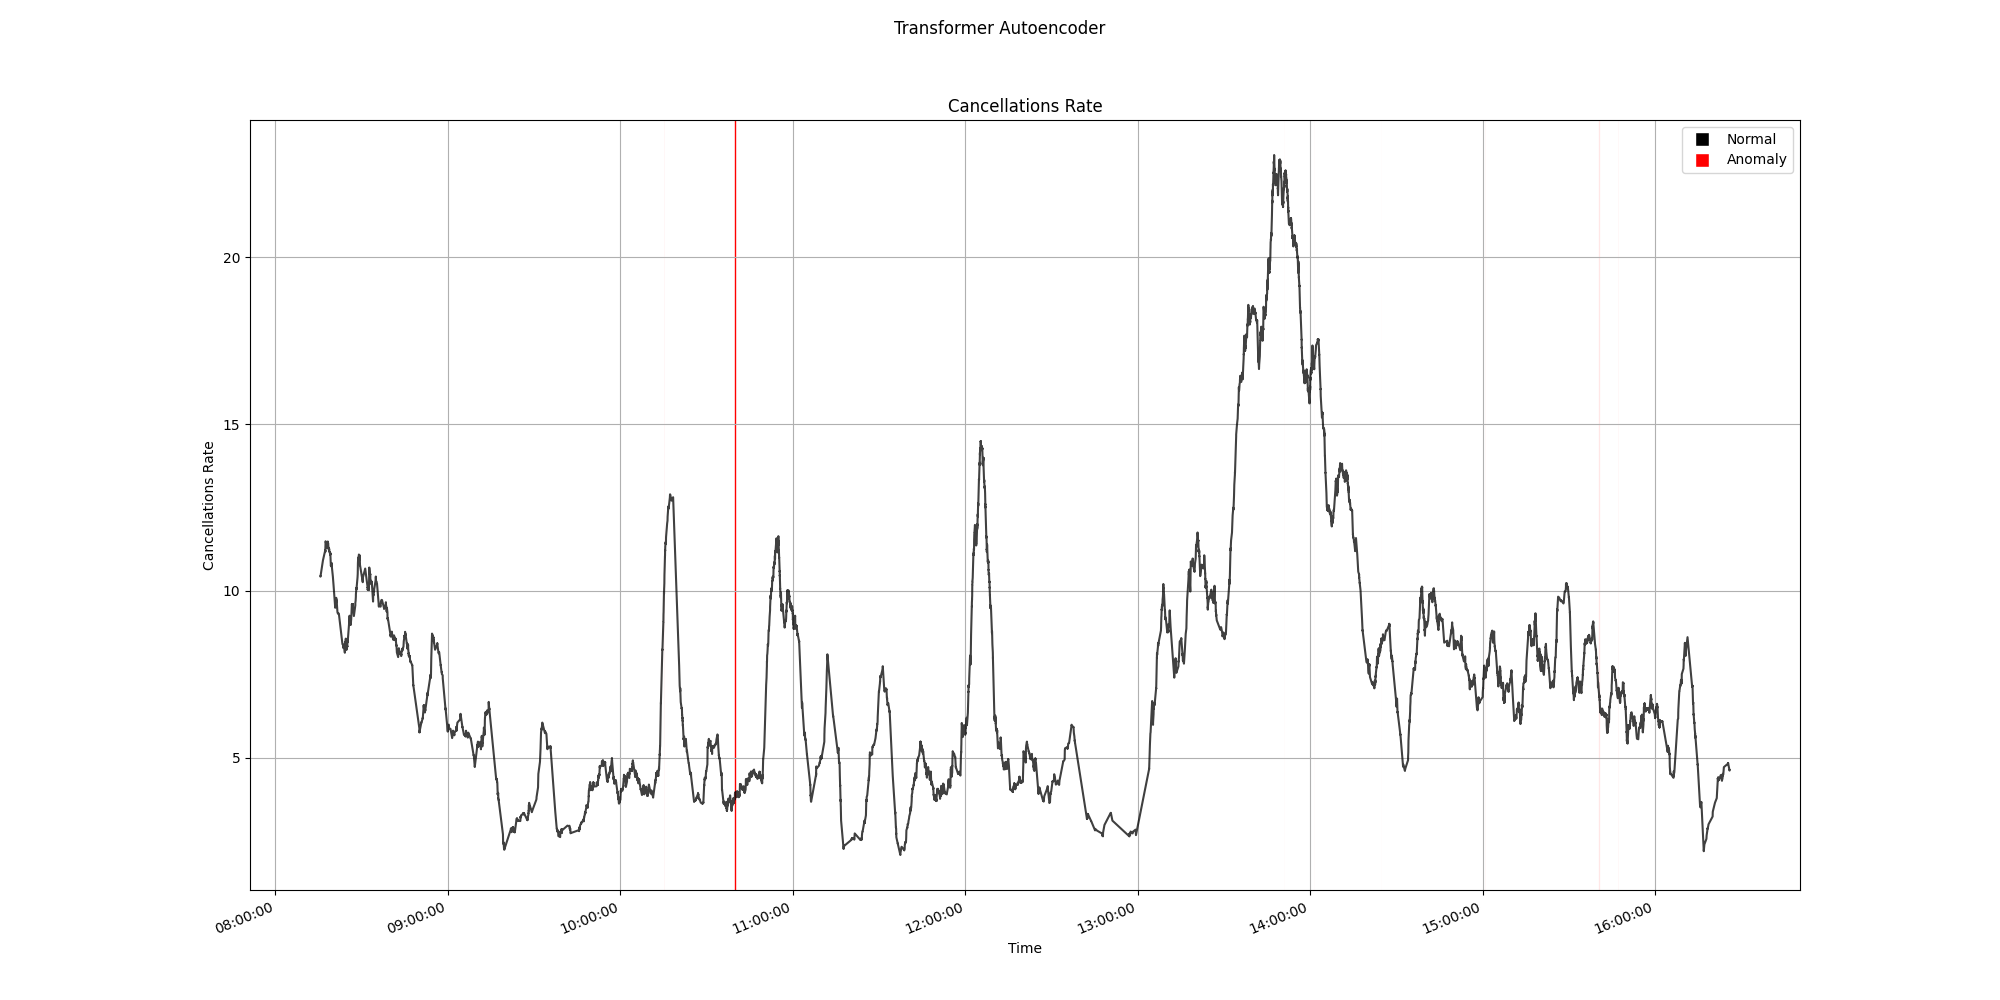 Transformer Autoencoder
Cancellations Rate
Normal
Anomaly
Cancellations Rate
20
15
10
5
08:00:00
09:00:00
10:00:00
11:00:00
12:00:00
13:00:00
14:00:00
15:00:00
16:00:00
Time